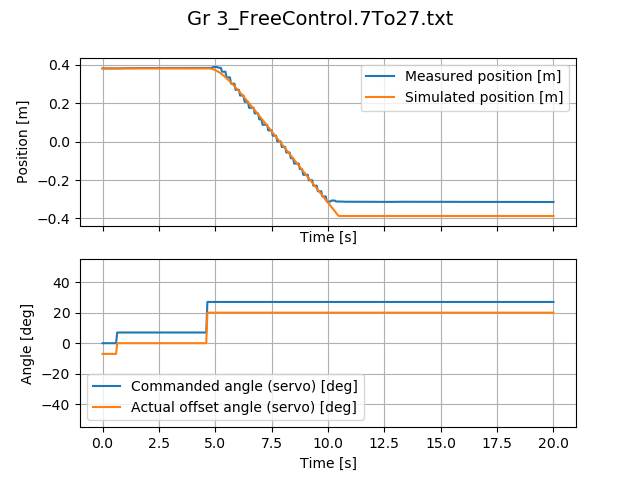 Gr 3_FreeControl.7To27.txt
0.4
0.2
0.0
−0.2
−0.4
Position [m]
Measured position [m]
Simulated position [m]
Time [s]
40
20
0
−20
−40
Angle [deg]
Commanded angle (servo) [deg]
Actual offset angle (servo) [deg]
0.0 2.5 5.0 7.5 10.0 12.5 15.0 17.5 20.0
Time [s]